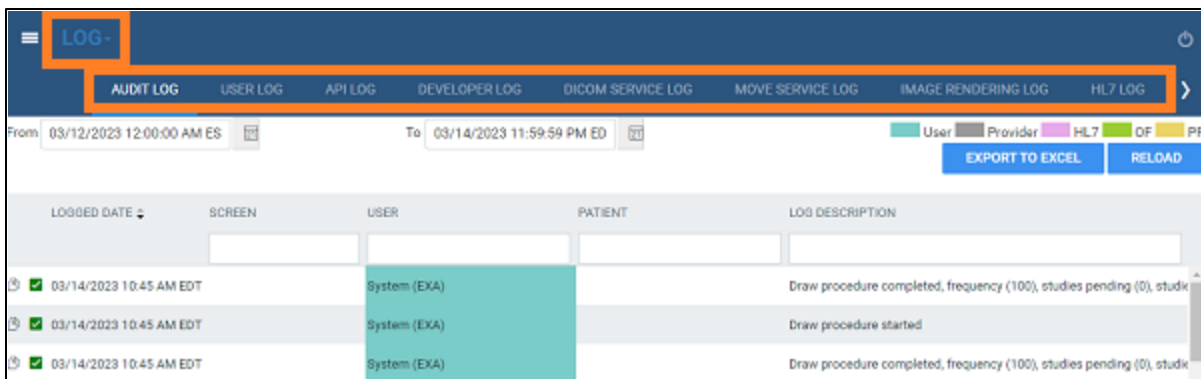 LOG
AUDIT LOG USER LOG API LOG DEVELOPER LOG DICOM SERVICE LOG MOVE SERVICE LOG IMAGE RENDERING LOG HL7 LOG
From 03/12/2023 12:00:00 AM ES To 03/14/2023 11:59:59 PM ED User Provider HL7 OF PF
EXPORT TO EXCEL RELOAD
LOGGED DATE SCREEN USER PATIENT LOG DESCRIPTION
03/14/2023 10:45 AM EDT System (EXA) Draw procedure completed, frequency (100), studies pending (0), studie
03/14/2023 10:45 AM EDT System (EXA) Draw procedure started
03/14/2023 10:45 AM EDT System (EXA) Draw procedure completed, frequency (100), studies pending (0), studie